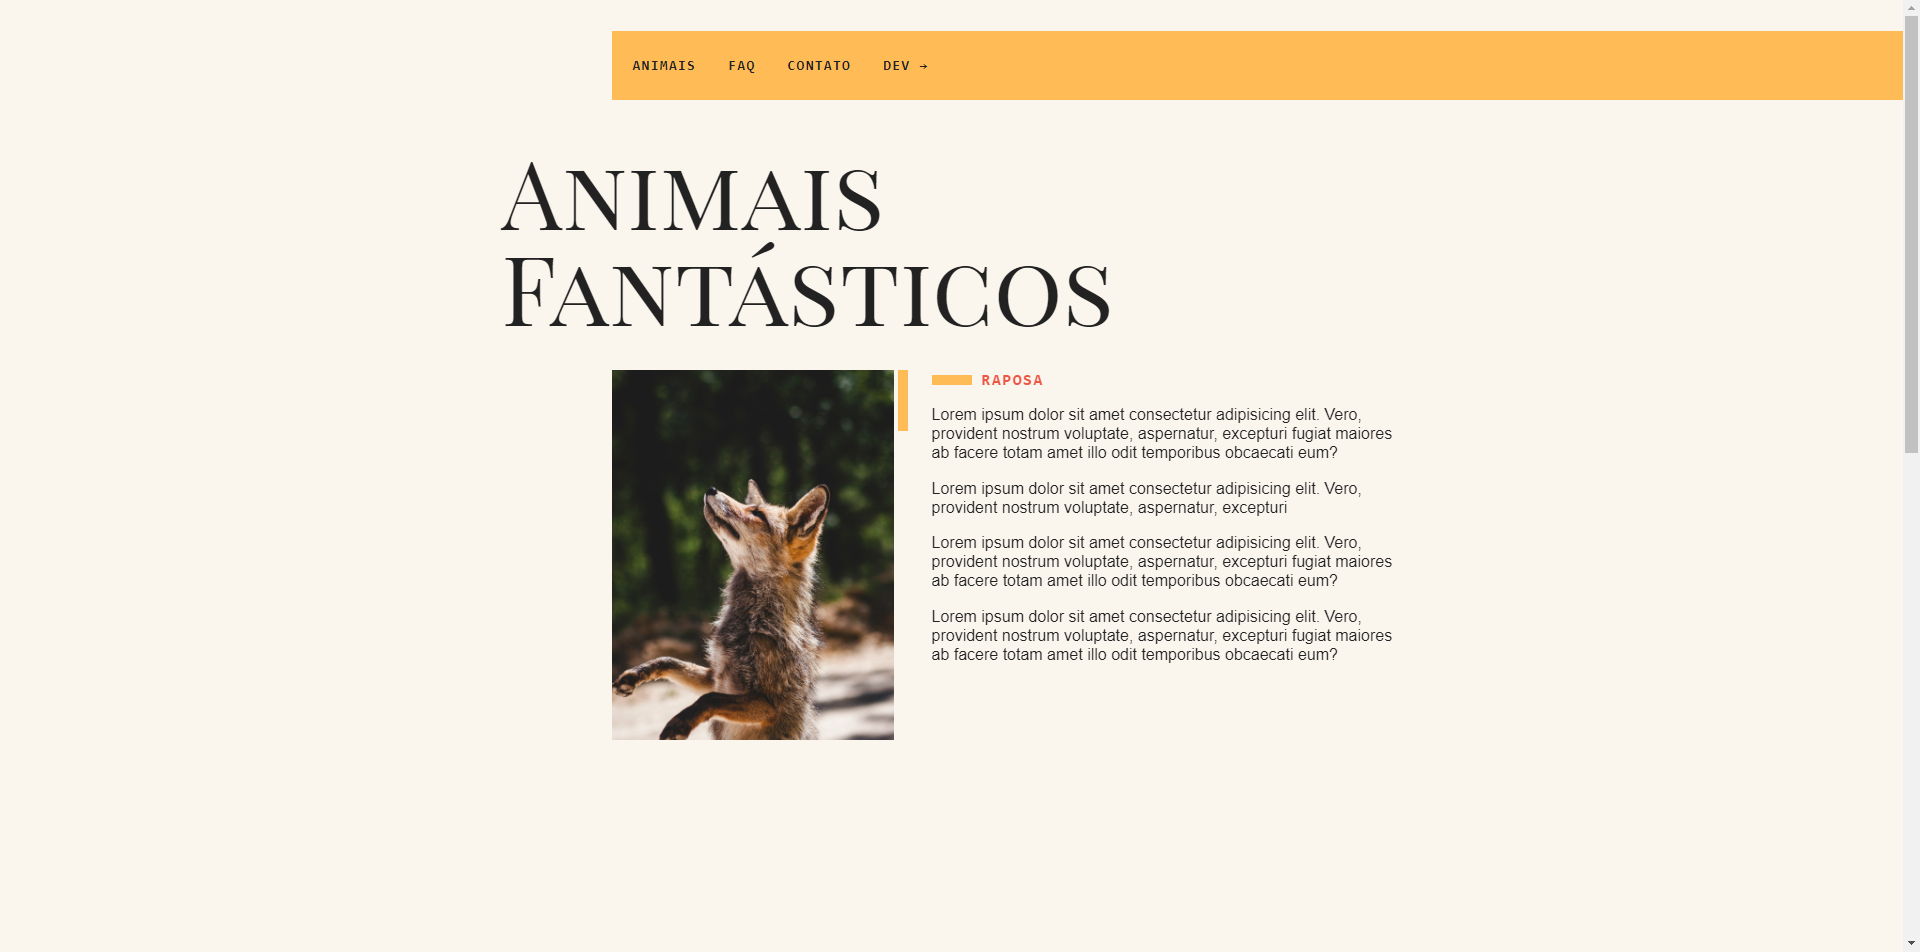 ANIMAIS FAQ CONTATO DEV →
Animais
Fantásticos
RAPOSA
Lorem ipsum dolor sit amet consectetur adipisicing elit. Vero,
provident nostrum voluptate, aspernatur, excepturi fugiat maiores
ab facere totam amet illo odit temporibus obcaecati eum?
Lorem ipsum dolor sit amet consectetur adipisicing elit. Vero,
provident nostrum voluptate, aspernatur, excepturi
Lorem ipsum dolor sit amet consectetur adipisicing elit. Vero,
provident nostrum voluptate, aspernatur, excepturi fugiat maiores
ab facere totam amet illo odit temporibus obcaecati eum?
Lorem ipsum dolor sit amet consectetur adipisicing elit. Vero,
provident nostrum voluptate, aspernatur, excepturi fugiat maiores
ab facere totam amet illo odit temporibus obcaecati eum?